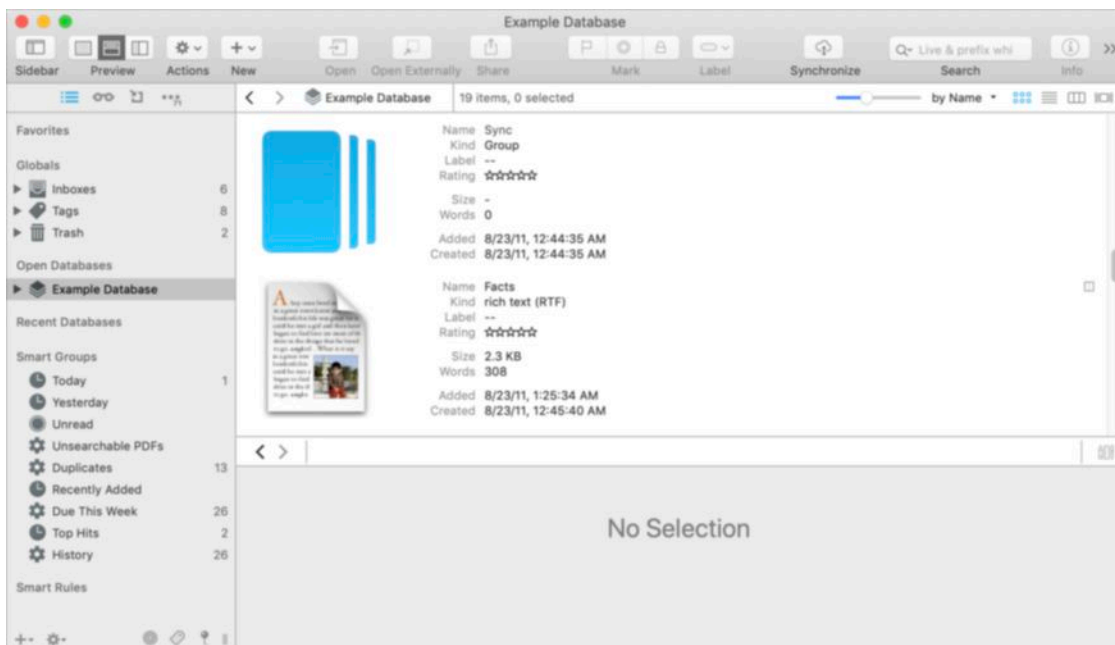 Example Database
Sidebar Preview Actions New Open Open Externally Share Mark Label Synchronize Search Info
Live & prefix whi
Example Database 19 items, 0 selected by Name
Favorites
Globals
Inboxes 6
Tags 8
Trash 2
Open Databases
Example Database
Recent Databases
Smart Groups
Today 1
Yesterday
Unread
Unsearchable PDFs
Duplicates 13
Recently Added
Due This Week 26
Top Hits 2
History 26
Smart Rules
Name Sync
Kind Group
Label --
Rating ☆☆☆☆☆
Size -
Words 0
Added 8/23/11, 12:44:35 AM
Created 8/23/11, 12:44:35 AM
Name Facts
Kind rich text (RTF)
Label --
Rating ☆☆☆☆☆
Size 2.3 KB
Words 308
Added 8/23/11, 1:25:34 AM
Created 8/23/11, 12:45:40 AM
No Selection